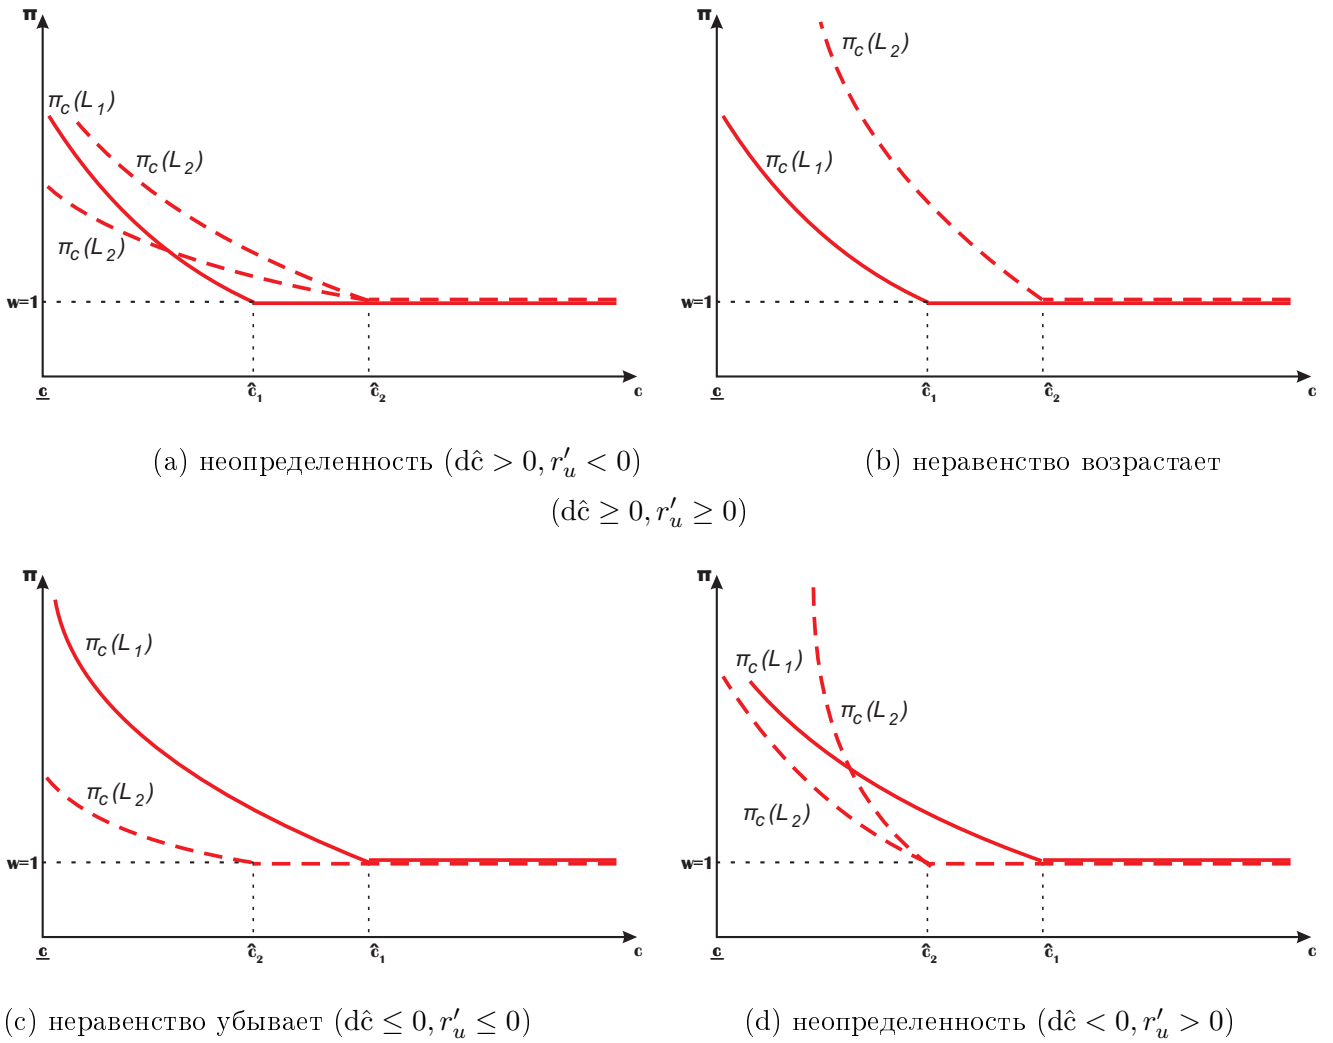 π
π_c(L_1)
π_c(L_2)
π_c(L_2)
w=1
c ĉ_1 ĉ_2 c
π
π_c(L_2)
π_c(L_1)
w=1
c ĉ_1 ĉ_2 c
(a) неопределенность (dĉ > 0, r′_u < 0)
(b) неравенство возрастает
(dĉ ≥ 0, r′_u ≥ 0)
π
π_c(L_1)
π_c(L_2)
w=1
c ĉ_2 ĉ_1 c
π
π_c(L_1)
π_c(L_2)
π_c(L_2)
w=1
c ĉ_2 ĉ_1 c
(c) неравенство убывает (dĉ ≤ 0, r′_u ≤ 0)
(d) неопределенность (dĉ < 0, r′_u > 0)